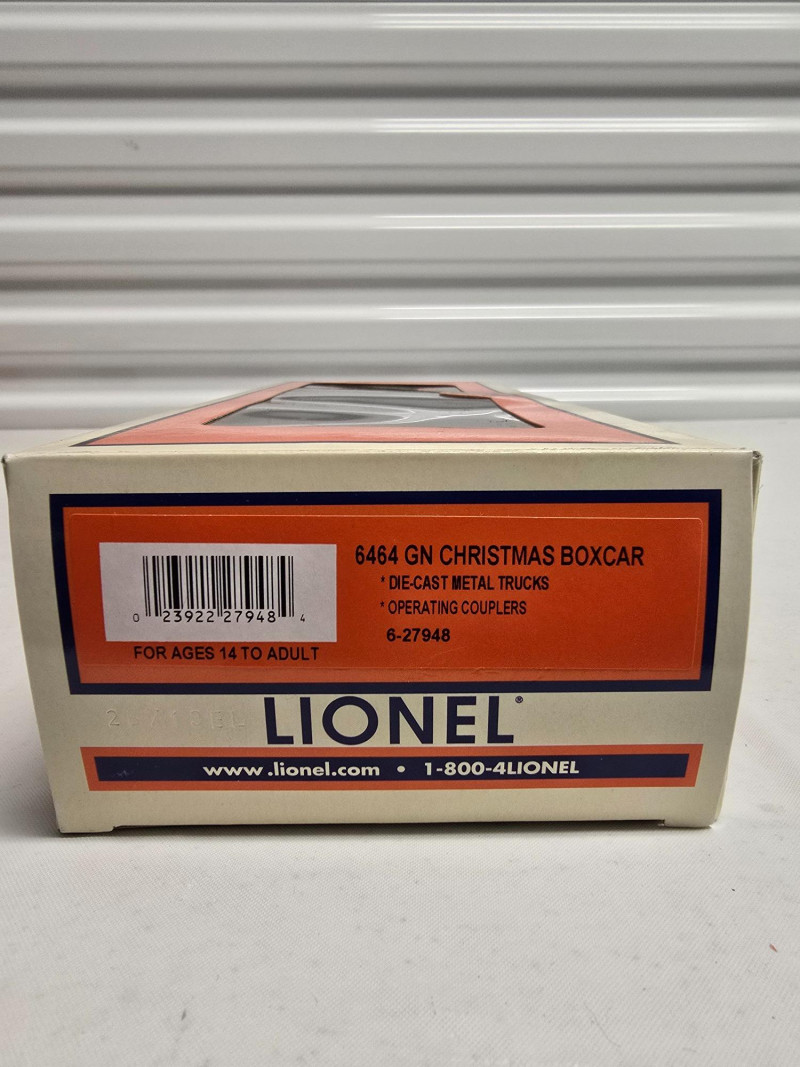 6464 GN CHRISTMAS BOXCAR
* DIE-CAST METAL TRUCKS
* OPERATING COUPLERS
6-27948
0 23922 27948 4
FOR AGES 14 TO ADULT
LIONEL®
www.lionel.com • 1-800-4LIONEL